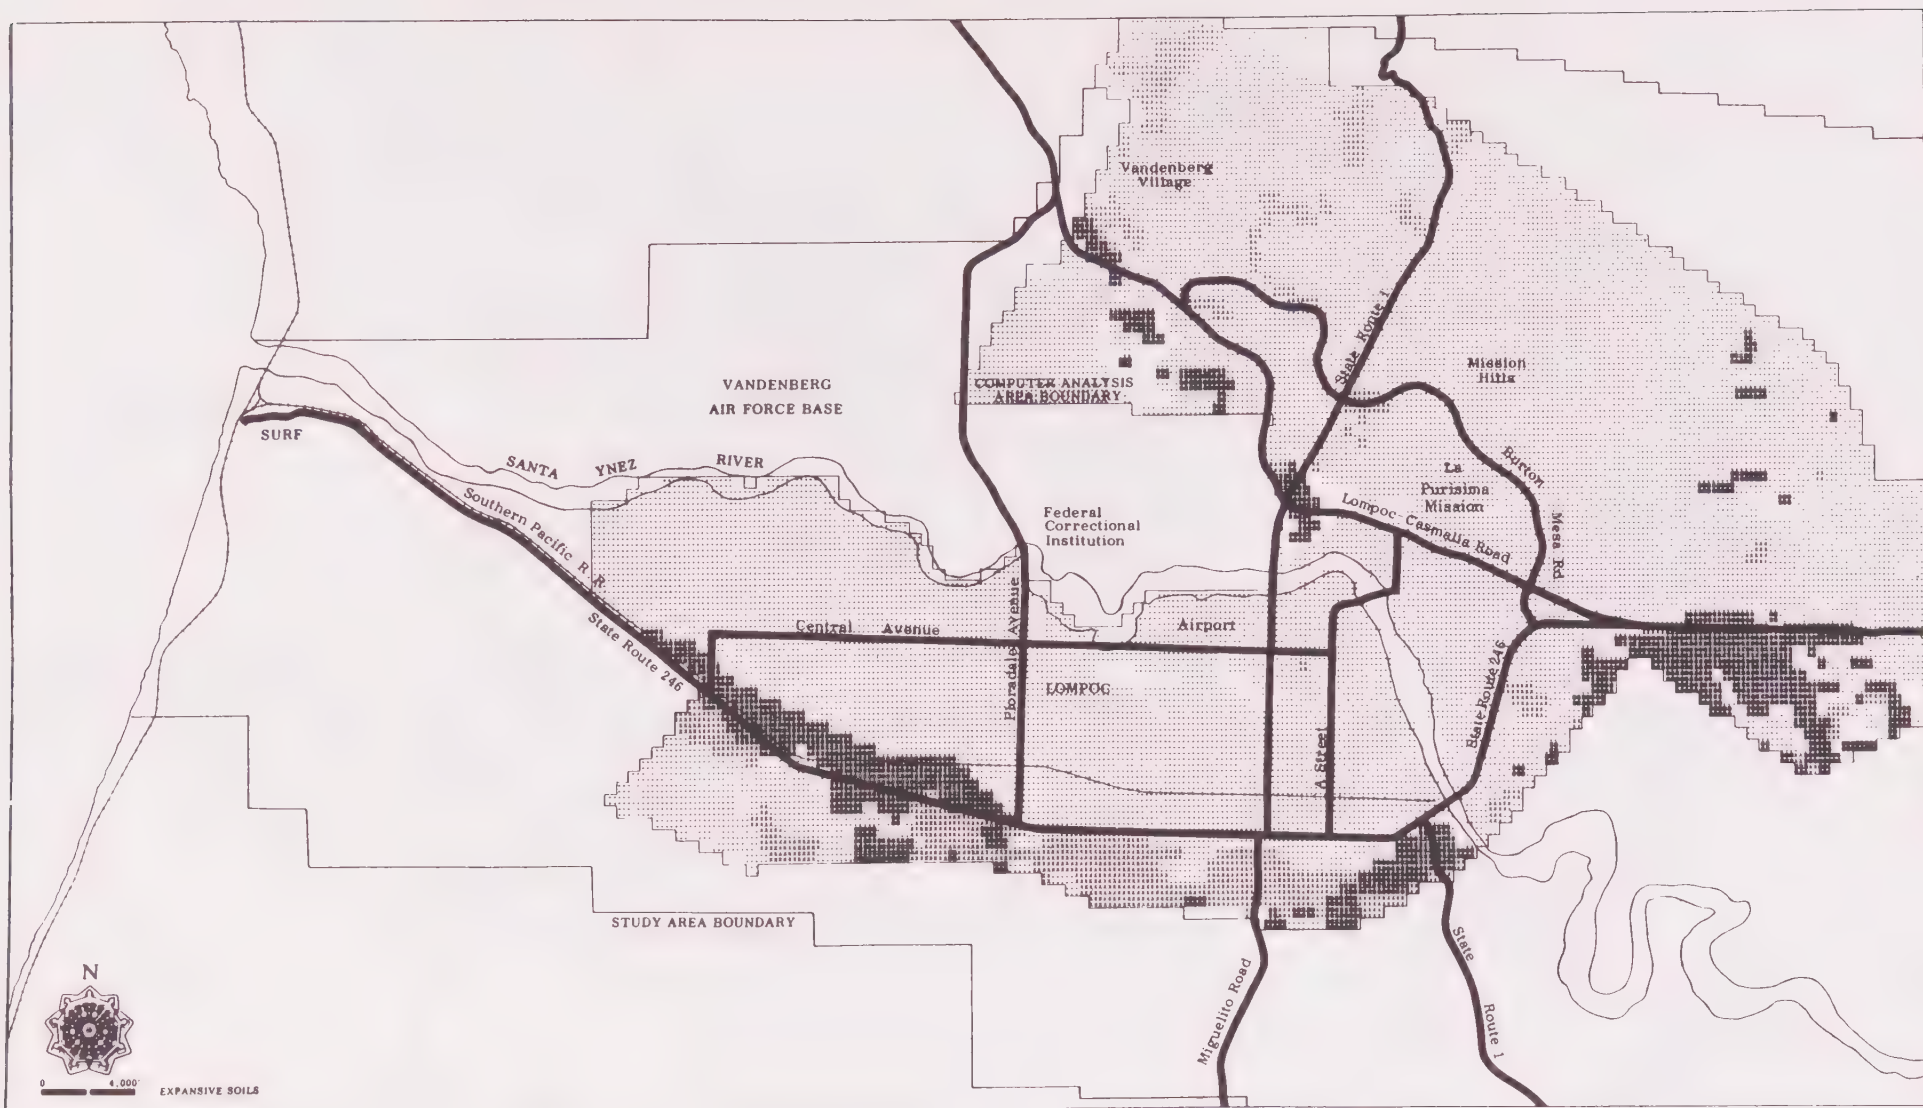 Vandenberg
Village
State Route 1
VANDENBERG
AIR FORCE BASE
COMPUTER ANALYSIS
AREA BOUNDARY
Mission
Hills
SURF
SANTA YNEZ RIVER
Southern Pacific R.R.
Federal
Correctional
Institution
La
Purisima
Mission
Burton
Mesa Rd.
Lompoc Casmalia Road
State Route 246
Central Avenue
Floradale Avenue
Airport
LOMPOC
A Street
State Route 246
STUDY AREA BOUNDARY
Miguelito Road
State
Route 1
N
0 4,000'
EXPANSIVE SOILS